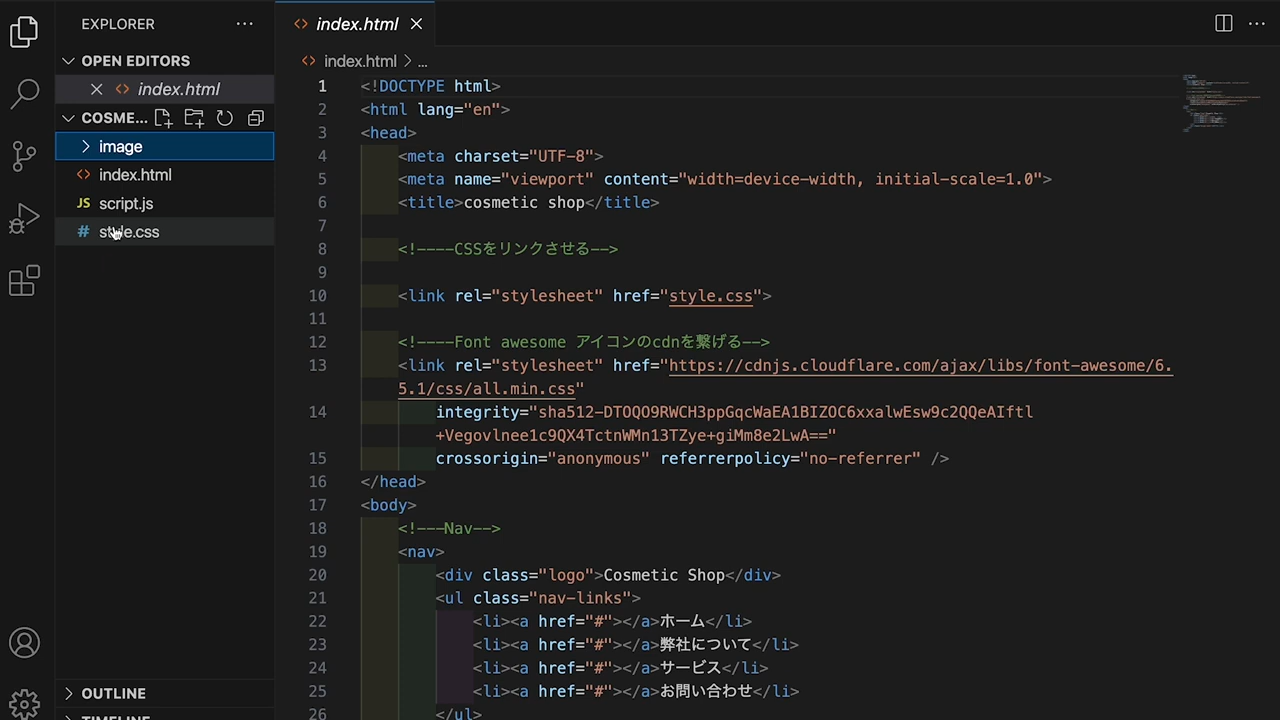 EXPLORER
OPEN EDITORS
index.html
COSME...
image
index.html
JS script.js
# style.css
OUTLINE
TIMELINE
index.html
index.html > ...
1 <!DOCTYPE html>
2 <html lang="en">
3 <head>
4 <meta charset="UTF-8">
5 <meta name="viewport" content="width=device-width, initial-scale=1.0">
6 <title>cosmetic shop</title>
7
8 <!----CSSをリンクさせる-->
9
10 <link rel="stylesheet" href="style.css">
11
12 <!----Font awesome アイコンのcdnを繋げる-->
13 <link rel="stylesheet" href="https://cdnjs.cloudflare.com/ajax/libs/font-awesome/6.
5.1/css/all.min.css"
14 integrity="sha512-DTOQO9RWCH3ppGqcWaEA1BIZOC6xxalwEsw9c2QQeAIftl
+Vegovlnee1c9QX4TctnWMn13TZye+giMm8e2LwA=="
15 crossorigin="anonymous" referrerpolicy="no-referrer" />
16 </head>
17 <body>
18 <!---Nav-->
19 <nav>
20 <div class="logo">Cosmetic Shop</div>
21 <ul class="nav-links">
22 <li><a href="#"></a>ホーム</li>
23 <li><a href="#"></a>弊社について</li>
24 <li><a href="#"></a>サービス</li>
25 <li><a href="#"></a>お問い合わせ</li>
26 </ul>